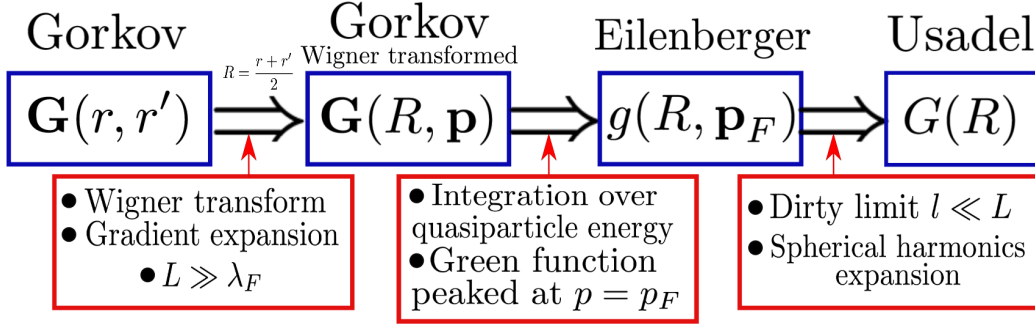 Gorkov
Gorkov
Wigner transformed
Eilenberger
Usadel
R = \frac{r + r'}{2}
G(r, r′)
G(R, p)
g(R, p_F)
G(R)
● Wigner transform
● Gradient expansion
● L ≫ λ_F
● Integration over
quasiparticle energy
● Green function
peaked at p = p_F
● Dirty limit l ≪ L
● Spherical harmonics
expansion